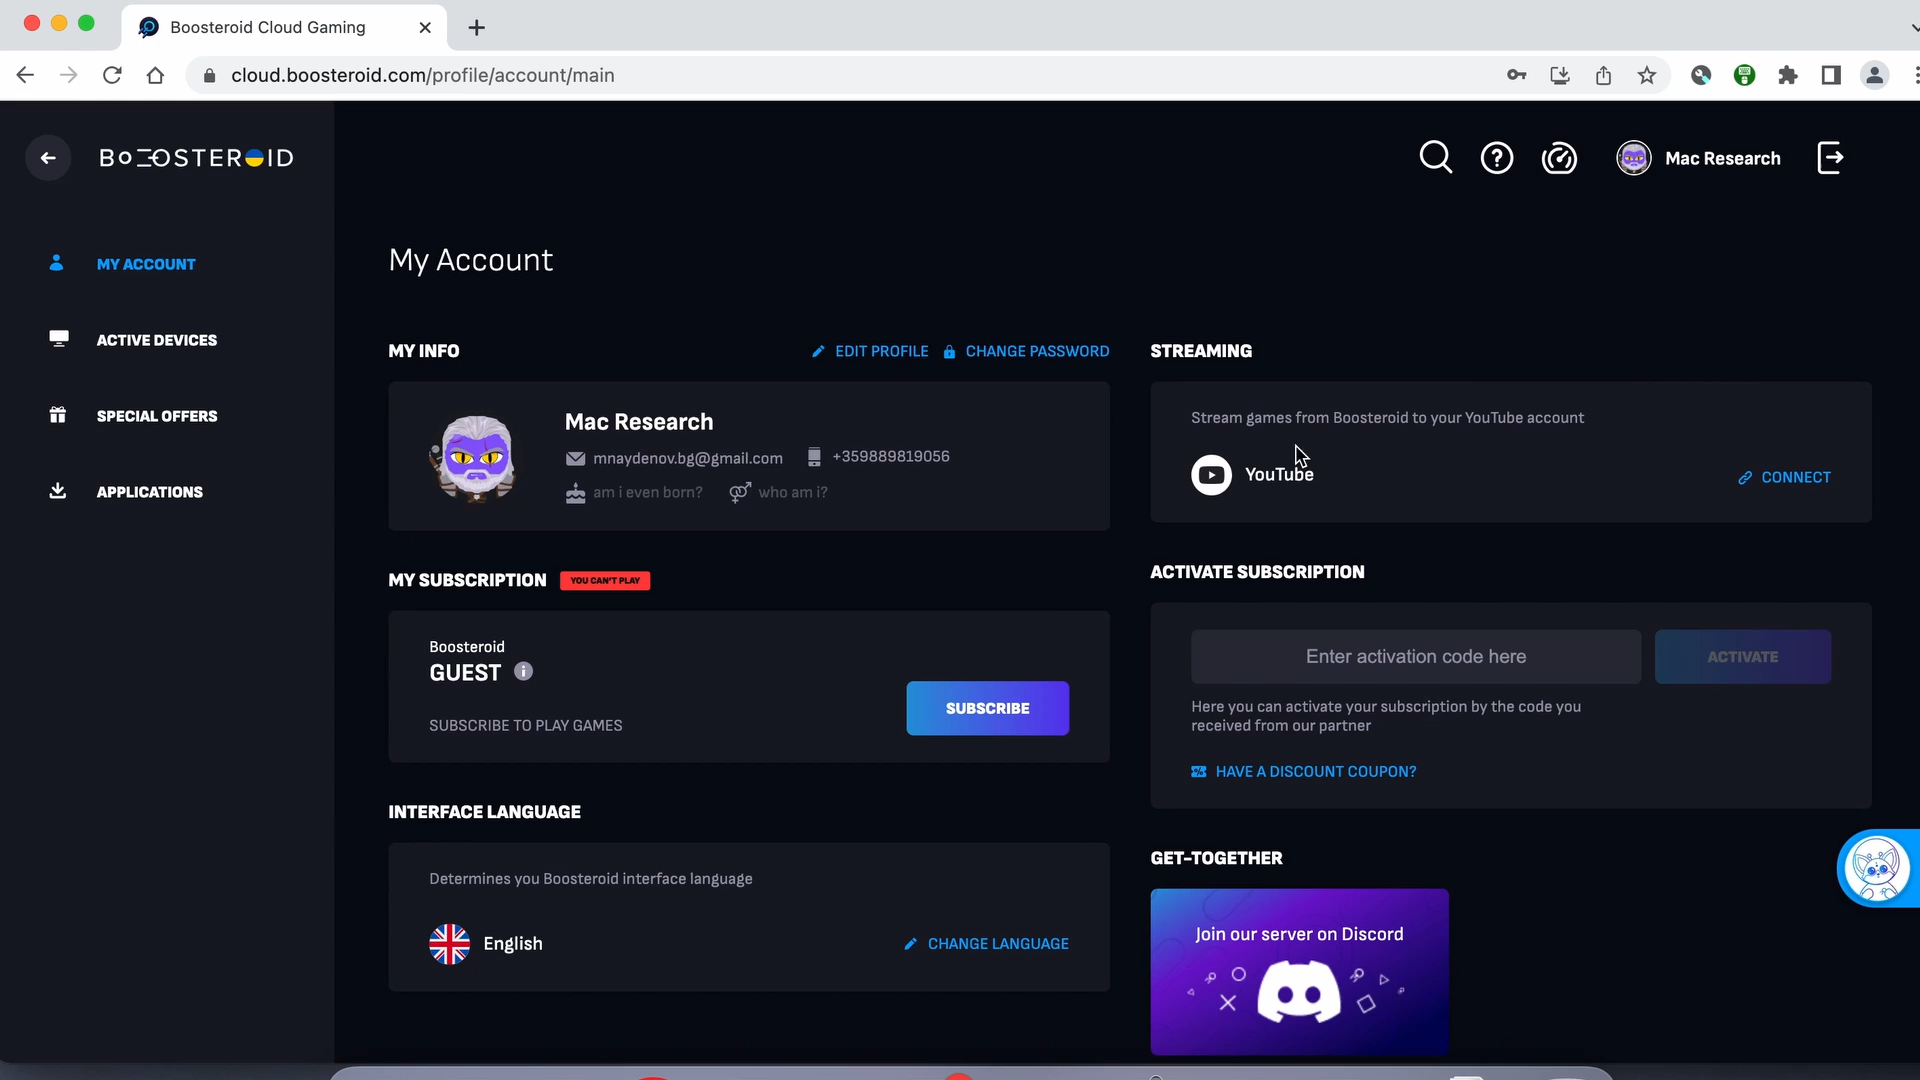 Boosteroid Cloud Gaming
cloud.boosteroid.com/profile/account/main
BOOSTEROID
Mac Research
MY ACCOUNT
ACTIVE DEVICES
SPECIAL OFFERS
APPLICATIONS
My Account
MY INFO
EDIT PROFILE
CHANGE PASSWORD
Mac Research
mnaydenov.bg@gmail.com
+359889819056
am i even born?
who am i?
MY SUBSCRIPTION
YOU CAN'T PLAY
Boosteroid
GUEST
SUBSCRIBE TO PLAY GAMES
SUBSCRIBE
INTERFACE LANGUAGE
Determines you Boosteroid interface language
English
CHANGE LANGUAGE
STREAMING
Stream games from Boosteroid to your YouTube account
YouTube
CONNECT
ACTIVATE SUBSCRIPTION
Enter activation code here
ACTIVATE
Here you can activate your subscription by the code you
received from our partner
HAVE A DISCOUNT COUPON?
GET-TOGETHER
Join our server on Discord